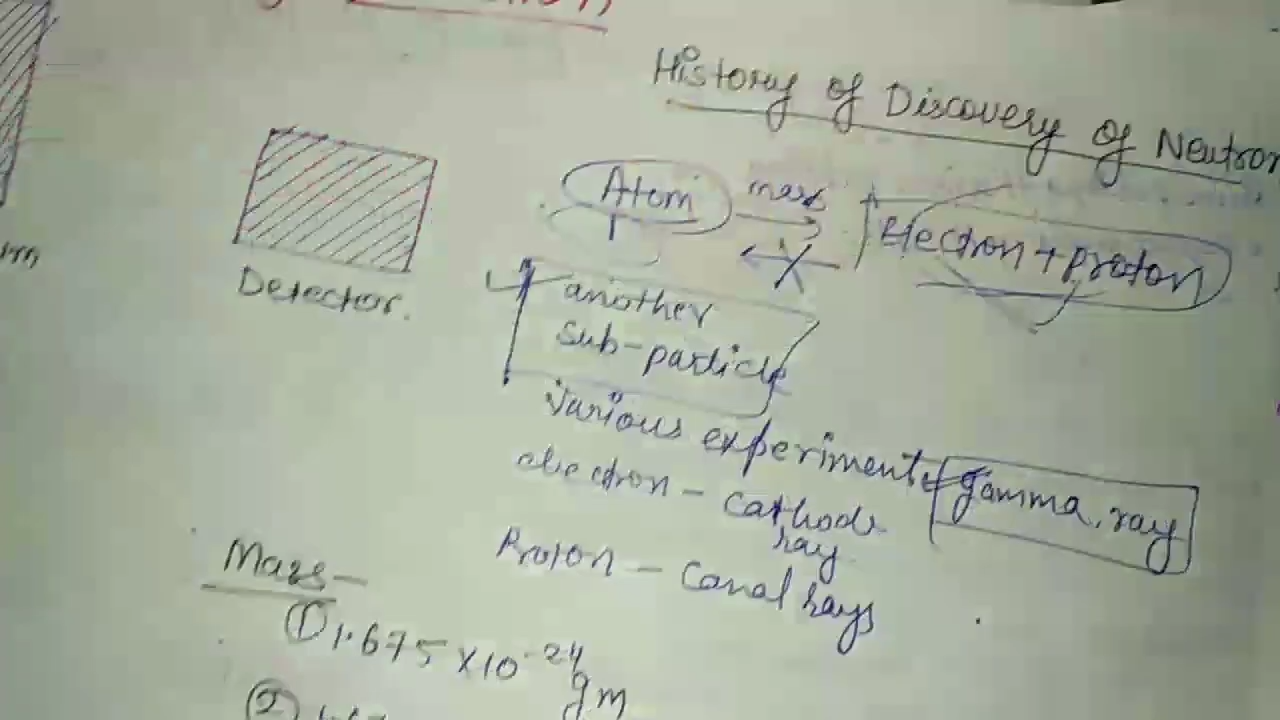 History of Discovery of Neutron
Atom
mass
Electron + proton
Detector.
another
sub-particle
various experiment
gamma, ray
electron - cathode
ray
Proton - Canal rays
Mass-
① 1.675 × 10⁻²⁴
gm
②